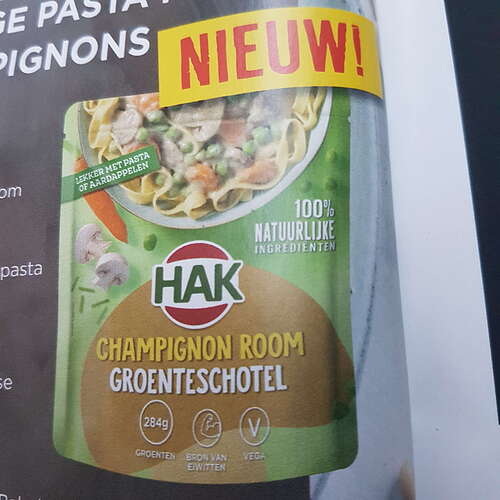 GE PASTA
PIGNONS
NIEUW!
om
pasta
se
LEKKER MET PASTA
OF AARDAPPELEN
100%
NATUURLIJKE
INGREDIËNTEN
HAK
CHAMPIGNON ROOM
GROENTESCHOTEL
284g
GROENTEN
BRON VAN
EIWITTEN
V
VEGA